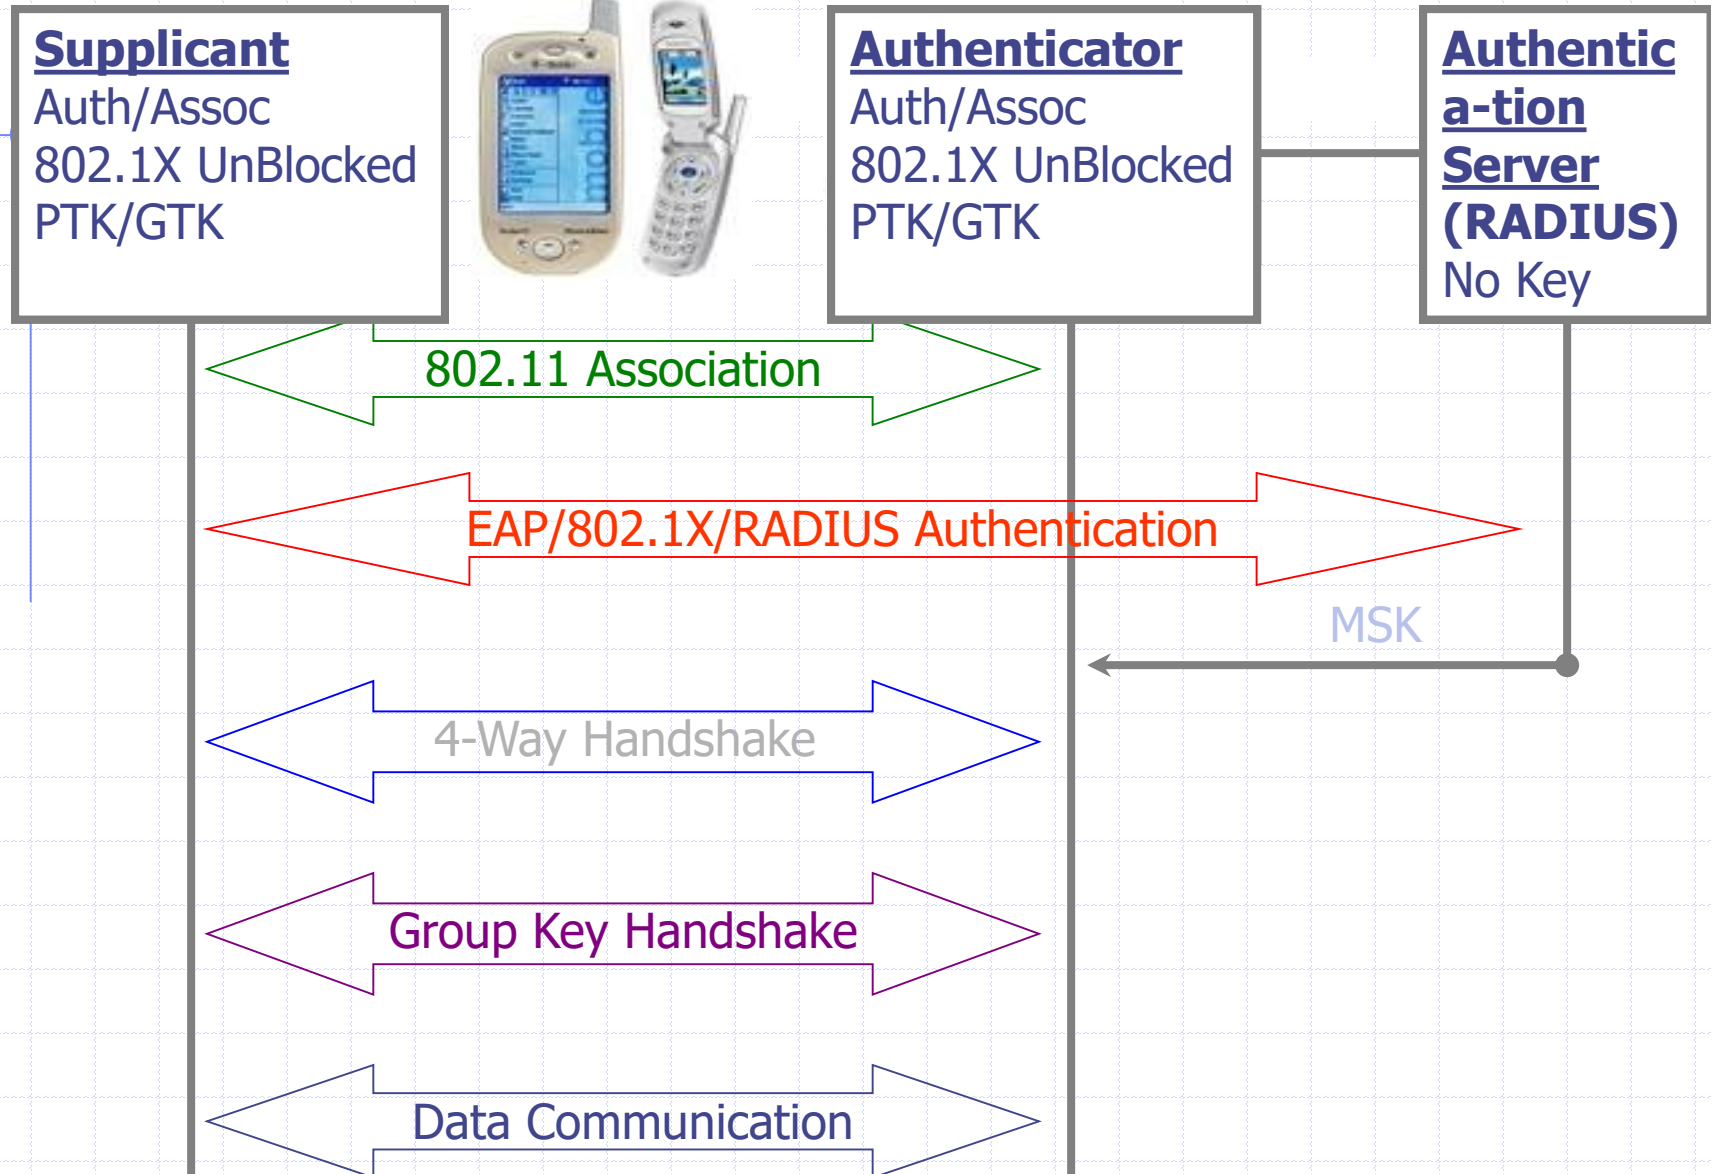 Supplicant
Auth/Assoc
802.1X UnBlocked
PTK/GTK
mobile
Authenticator
Auth/Assoc
802.1X UnBlocked
PTK/GTK
Authentic
a-tion
Server
(RADIUS)
No Key
802.11 Association
EAP/802.1X/RADIUS Authentication
MSK
4-Way Handshake
Group Key Handshake
Data Communication